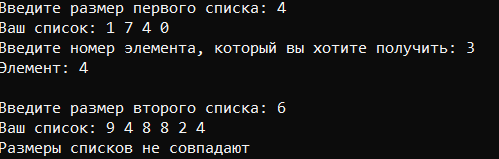 Введите размер первого списка: 4
Ваш список: 1 7 4 0
Введите номер элемента, который вы хотите получить: 3
Элемент: 4
Введите размер второго списка: 6
Ваш список: 9 4 8 8 2 4
Размеры списков не совпадают